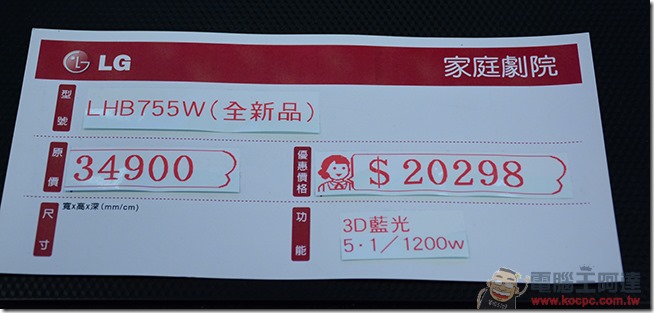 LG 家庭劇院
型號 LHB755W(全新品)
原價 34900
優惠價格 $20298
尺寸 寬x高x深(mm/cm)
功能 3D藍光
5·1/1200w
電腦王阿達
www.kocpc.com.tw